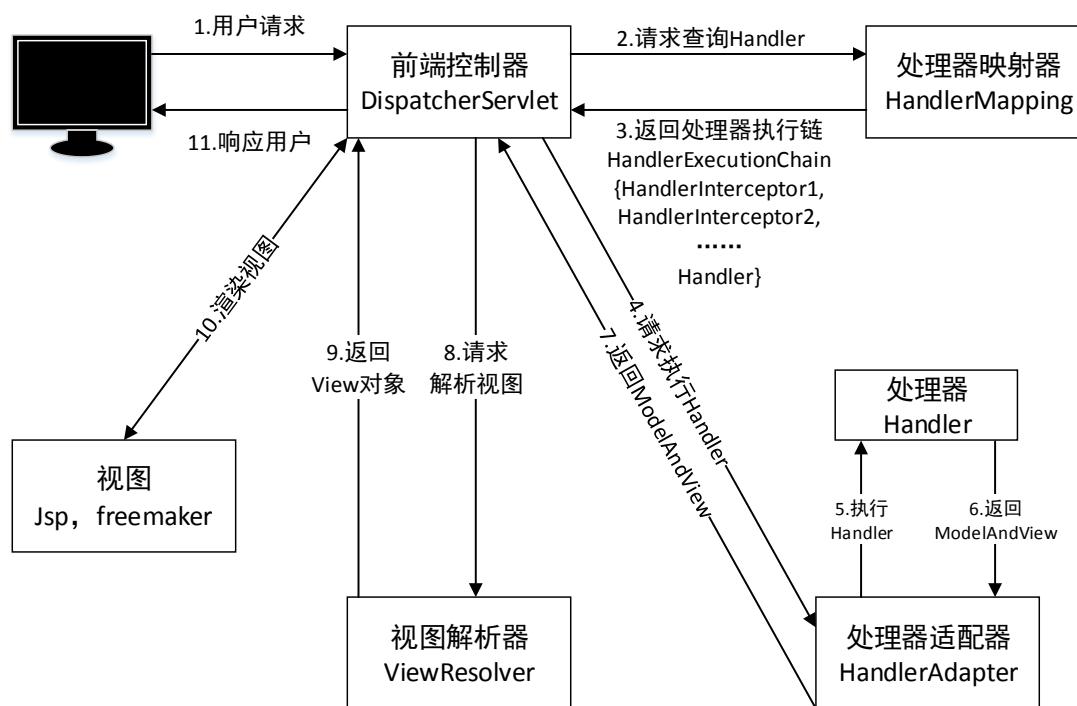 1.用户请求
前端控制器
DispatcherServlet
2.请求查询Handler
处理器映射器
HandlerMapping
11.响应用户
3.返回处理器执行链
HandlerExecutionChain
{HandlerInterceptor1,
HandlerInterceptor2,
……
Handler}
10.渲染视图
9.返回
View对象
8.请求
解析视图
4.请求执行Handler
7.返回ModelAndView
处理器
Handler
视图
Jsp，freemaker
5.执行
Handler
6.返回
ModelAndView
视图解析器
ViewResolver
处理器适配器
HandlerAdapter